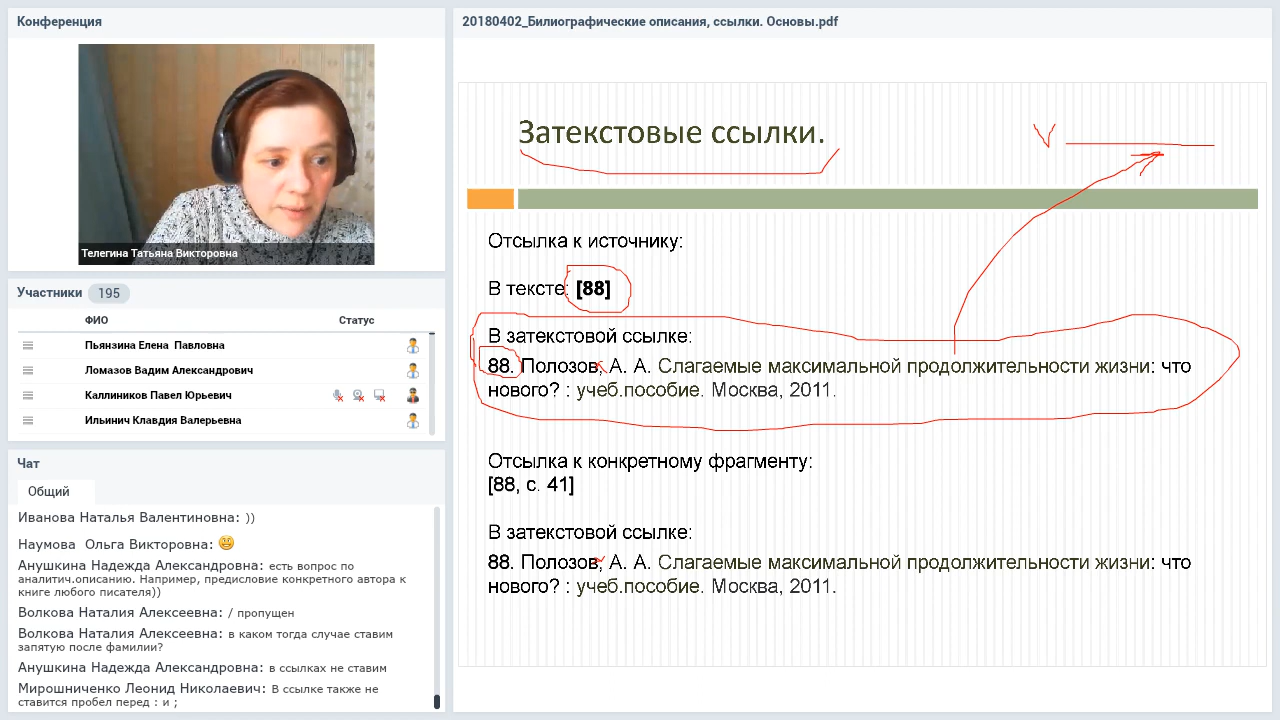 Конференция
Телегина Татьяна Викторовна
Участники 195
ФИО Статус
Пьянзина Елена Павловна
Ломазов Вадим Александрович
Каллиников Павел Юрьевич
Ильинич Клавдия Валерьевна
Чат
Общий
Иванова Наталья Валентиновна: ))
Наумова Ольга Викторовна:
Анушкина Надежда Александровна: есть вопрос по
аналитич.описанию. Например, предисловие конкретного автора к
книге любого писателя))
Волкова Наталия Алексеевна: / пропущен
Волкова Наталия Алексеевна: в каком тогда случае ставим
запятую после фамилии?
Анушкина Надежда Александровна: в ссылках не ставим
Мирошниченко Леонид Николаевич: В ссылке также не
ставится пробел перед : и ;
20180402_Билиографические описания, ссылки. Основы.pdf
Затекстовые ссылки.
V
Отсылка к источнику:
В тексте: [88]
В затекстовой ссылке:
88. Полозов, А. А. Слагаемые максимальной продолжительности жизни: что
нового? : учеб.пособие. Москва, 2011.
Отсылка к конкретному фрагменту:
[88, с. 41]
В затекстовой ссылке:
88. Полозов, А. А. Слагаемые максимальной продолжительности жизни: что
нового? : учеб.пособие. Москва, 2011.